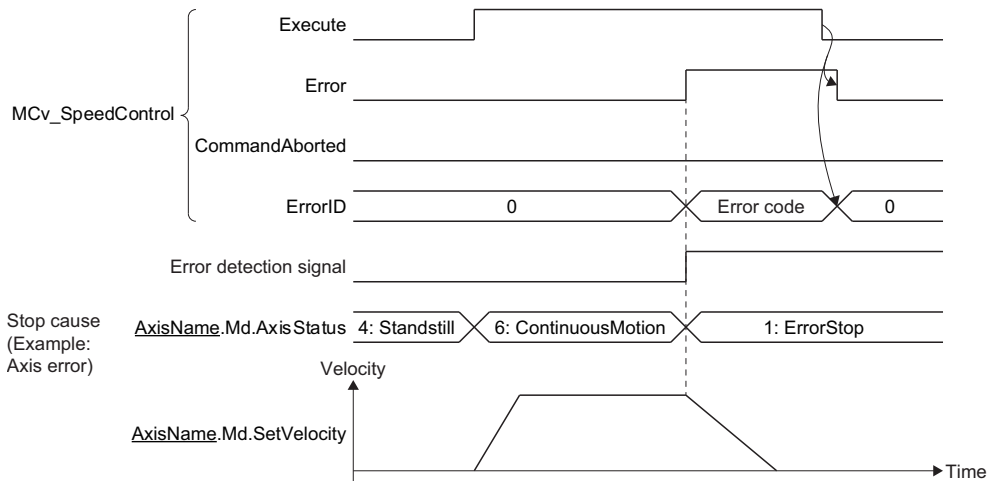 Execute
Error
MCv_SpeedControl
CommandAborted
ErrorID
0
Error code
0
Error detection signal
Stop cause
(Example:
Axis error)
AxisName.Md.AxisStatus
4: Standstill
6: ContinuousMotion
1: ErrorStop
Velocity
AxisName.Md.SetVelocity
Time